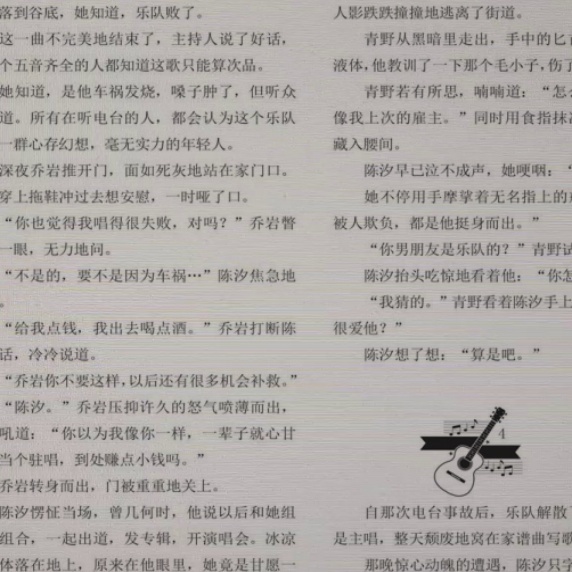 落到谷底，她知道，乐队败了。
这一曲不完美地结束了，主持人说了好话，
个五音齐全的人都知道这歌只能算次品。
她知道，是他车祸发烧，嗓子肿了，但听众
道。所有在听电台的人，都会认为这个乐队
一群心存幻想，毫无实力的年轻人。
深夜乔岩推开门，面如死灰地站在家门口。
穿上拖鞋冲过去想安慰，一时哑了口。
“你也觉得我唱得很失败，对吗？”乔岩瞥
一眼，无力地问。
“不是的，要不是因为车祸…”陈汐焦急地
。
“给我点钱，我出去喝点酒。”乔岩打断陈
话，冷冷说道。
“乔岩你不要这样，以后还有很多机会补救。”
“陈汐。”乔岩压抑许久的怒气喷薄而出，
吼道：“你以为我像你一样，一辈子就心甘
当个驻唱，到处赚点小钱吗。”
乔岩转身而出，门被重重地关上。
陈汐愣怔当场，曾几何时，他说以后和她组
组合，一起出道，发专辑，开演唱会。冰凉
体落在地上，原来在他眼里，她竟是甘愿一
人影跌跌撞撞地逃离了街道。
青野从黑暗里走出，手中的匕
液体，他教训了一下那个毛小子，伤了
青野若有所思，喃喃道：“怎
像我上次的雇主。”同时用食指抹
藏入腰间。
陈汐早已泣不成声，她哽咽：“
她不停用手摩挲着无名指上的
被人欺负，都是他挺身而出。”
“你男朋友是乐队的？”青野试
陈汐抬头吃惊地看着他：“你怎
“我猜的。”青野看着陈汐手上
很爱他？”
陈汐想了想：“算是吧。”
4
自那次电台事故后，乐队解散
是主唱，整天颓废地窝在家谱曲写歌
那晚惊心动魄的遭遇，陈汐只字